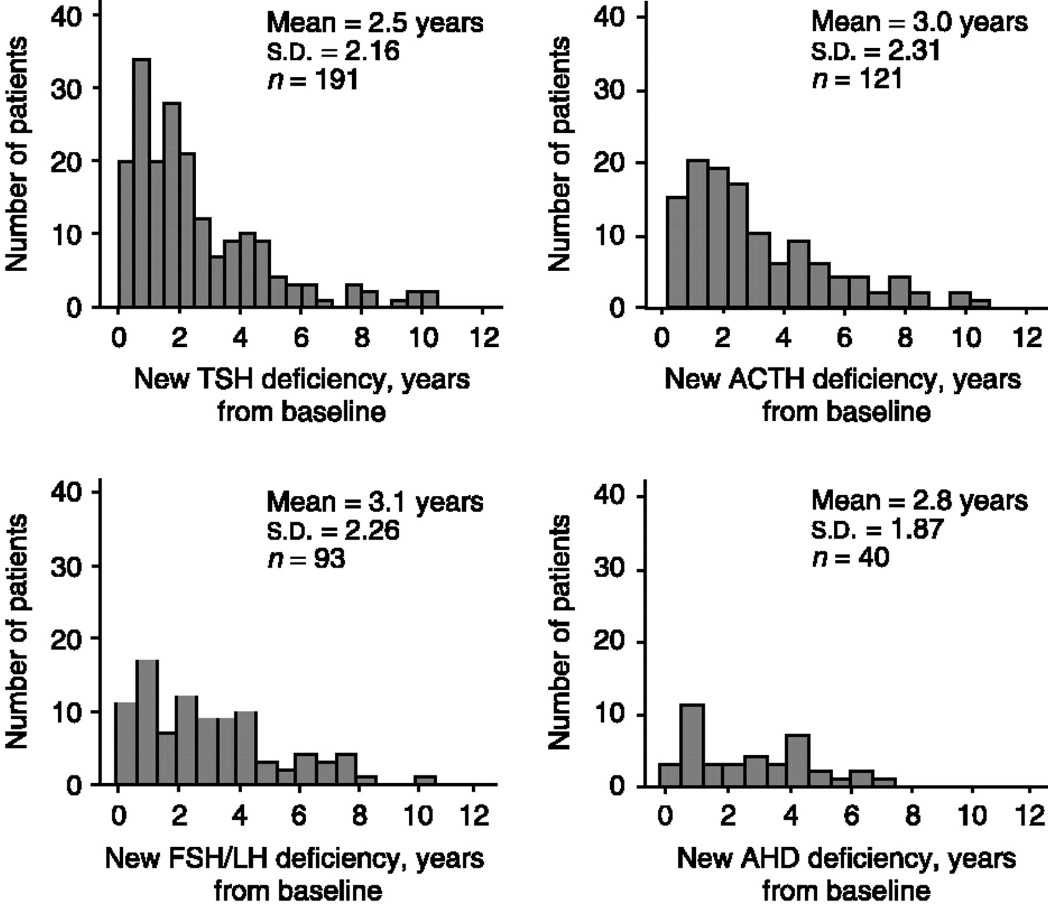 Number of patients
40
30
20
10
0
Mean = 2.5 years
S.D. = 2.16
n = 191
0 2 4 6 8 10 12
New TSH deficiency, years
from baseline
Number of patients
40
30
20
10
0
Mean = 3.0 years
S.D. = 2.31
n = 121
0 2 4 6 8 10 12
New ACTH deficiency, years
from baseline
Number of patients
40
30
20
10
0
Mean = 3.1 years
S.D. = 2.26
n = 93
0 2 4 6 8 10 12
New FSH/LH deficiency, years
from baseline
Number of patients
40
30
20
10
0
Mean = 2.8 years
S.D. = 1.87
n = 40
0 2 4 6 8 10 12
New AHD deficiency, years
from baseline